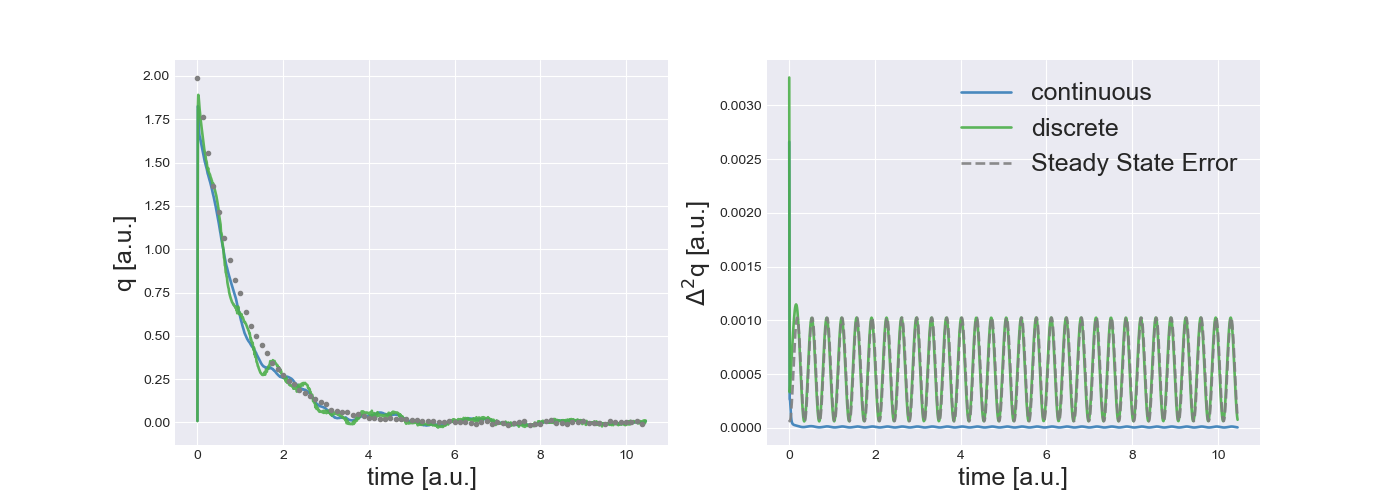 2.00
1.75
1.50
1.25
1.00
0.75
0.50
0.25
0.00
q [a.u.]
0 2 4 6 8 10
time [a.u.]
0.0030
0.0025
0.0020
0.0015
0.0010
0.0005
0.0000
Δ²q [a.u.]
continuous
discrete
Steady State Error
0 2 4 6 8 10
time [a.u.]